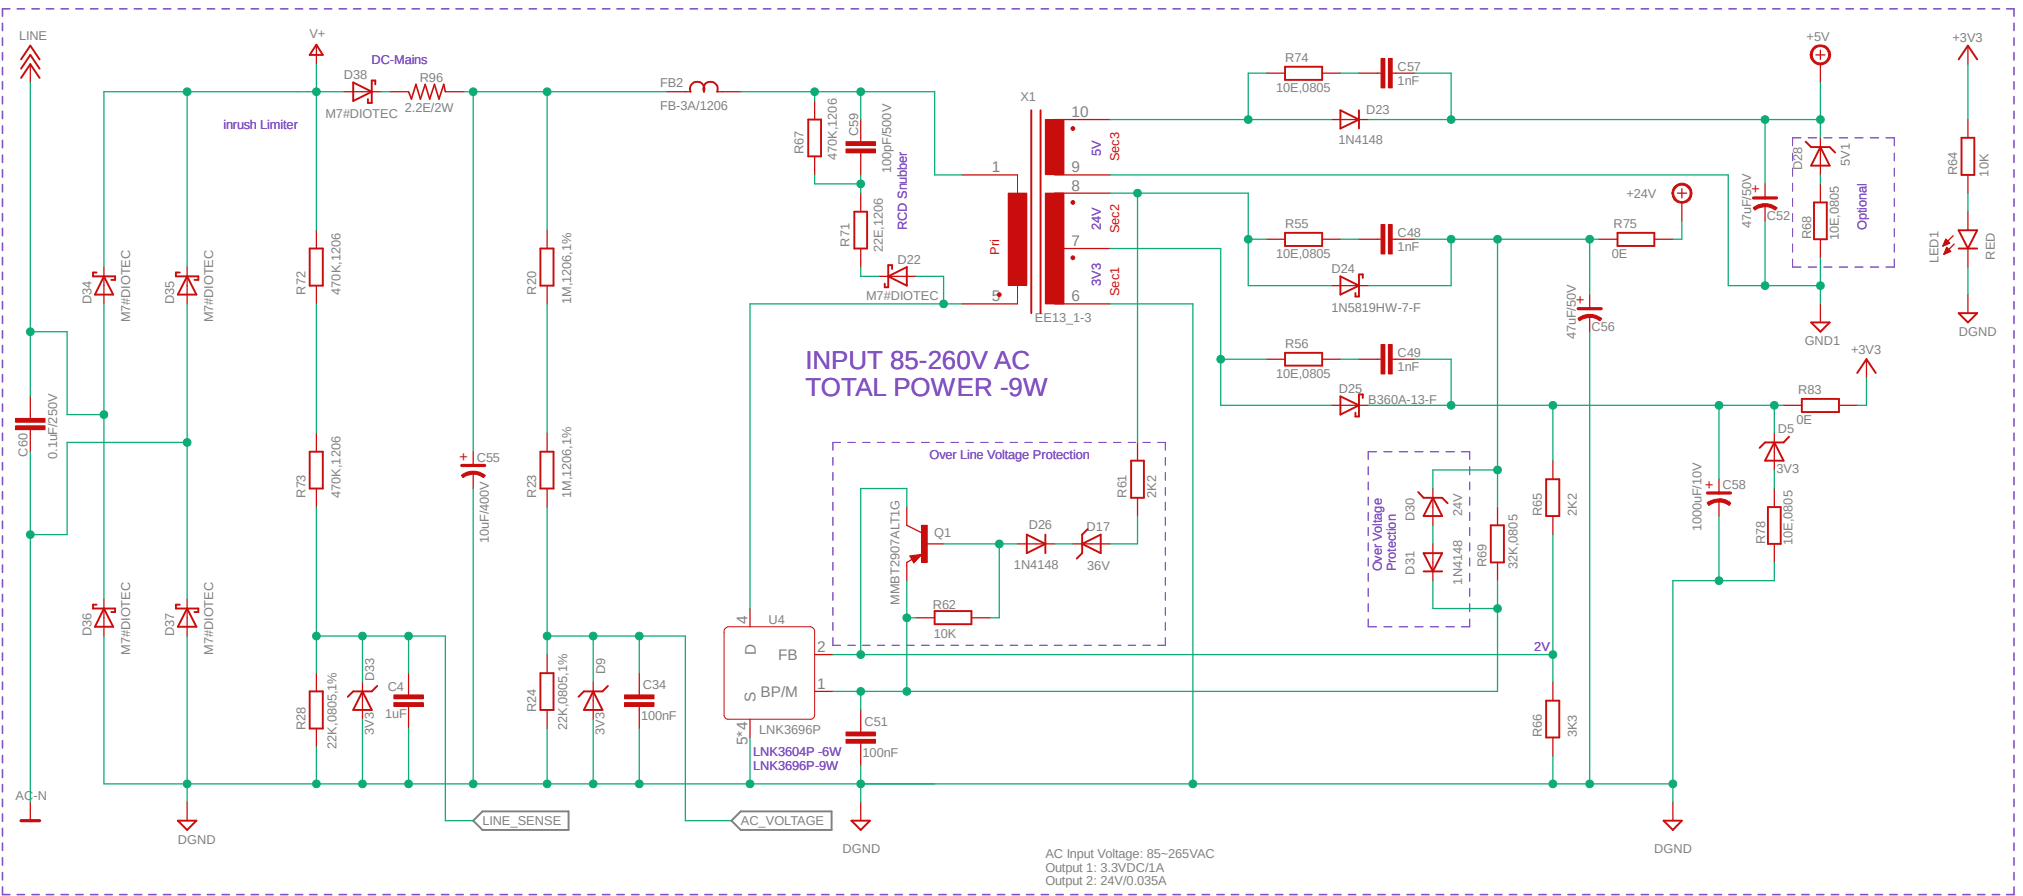 LINE
V+
DC-Mains
D38
R96
M7#DIOTEC
2.2E/2W
inrush Limiter
FB2
FB-3A/1206
R67
470K,1206
C59
100pF/500V
RCD Snubber
R71
22E,1206
D22
M7#DIOTEC
X1
1
5
Pri
10
9
8
7
6
5V
Sec3
24V
Sec2
3V3
Sec1
EE13_1-3
R74
10E,0805
C57
1nF
D23
1N4148
+5V
D28
5V1
R68
10E,0805
Optional
47uF/50V
+
C52
GND1
+3V3
R64
10K
LED1
RED
DGND
R55
10E,0805
C48
1nF
D24
1N5819HW-7-F
+24V
R75
0E
47uF/50V
+
C56
R56
10E,0805
C49
1nF
D25
B360A-13-F
+3V3
R83
0E
D5
3V3
1000uF/10V
+
C58
R78
10E,0805
D34
M7#DIOTEC
D35
M7#DIOTEC
R72
470K,1206
R20
1M,1206,1%
INPUT 85-260V AC
TOTAL POWER -9W
C60
0.1uF/250V
R73
470K,1206
+
C55
10uF/400V
R23
1M,1206,1%
Over Line Voltage Protection
MMBT2907ALT1G
Q1
D26
1N4148
D17
36V
R61
2K2
R62
10K
Over Voltage
Protection
D30
24V
D31
1N4148
R69
32K,0805
R65
2K2
2V
R66
3K3
D36
M7#DIOTEC
D37
M7#DIOTEC
R28
22K,0805,1%
D33
3V3
C4
1uF
R24
22K,0805,1%
D9
3V3
C34
100nF
4
U4
D
FB
2
S
BP/M
1
5*4
LNK3696P
LNK3604P -6W
LNK3696P-9W
C51
100nF
AC-N
DGND
LINE_SENSE
AC_VOLTAGE
DGND
DGND
AC Input Voltage: 85~265VAC
Output 1: 3.3VDC/1A
Output 2: 24V/0.035A